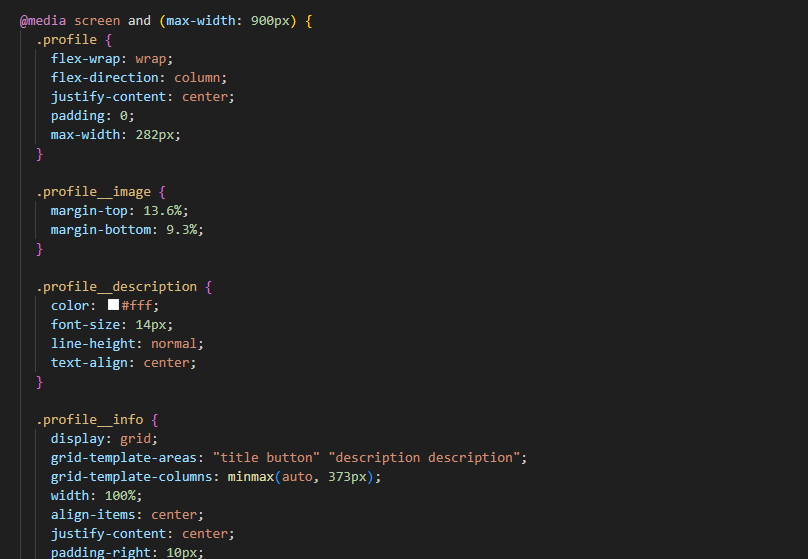 @media screen and (max-width: 900px) {
.profile {
flex-wrap: wrap;
flex-direction: column;
justify-content: center;
padding: 0;
max-width: 282px;
}
.profile__image {
margin-top: 13.6%;
margin-bottom: 9.3%;
}
.profile__description {
color: #fff;
font-size: 14px;
line-height: normal;
text-align: center;
}
.profile__info {
display: grid;
grid-template-areas: "title button" "description description";
grid-template-columns: minmax(auto, 373px);
width: 100%;
align-items: center;
justify-content: center;
padding-right: 10px;